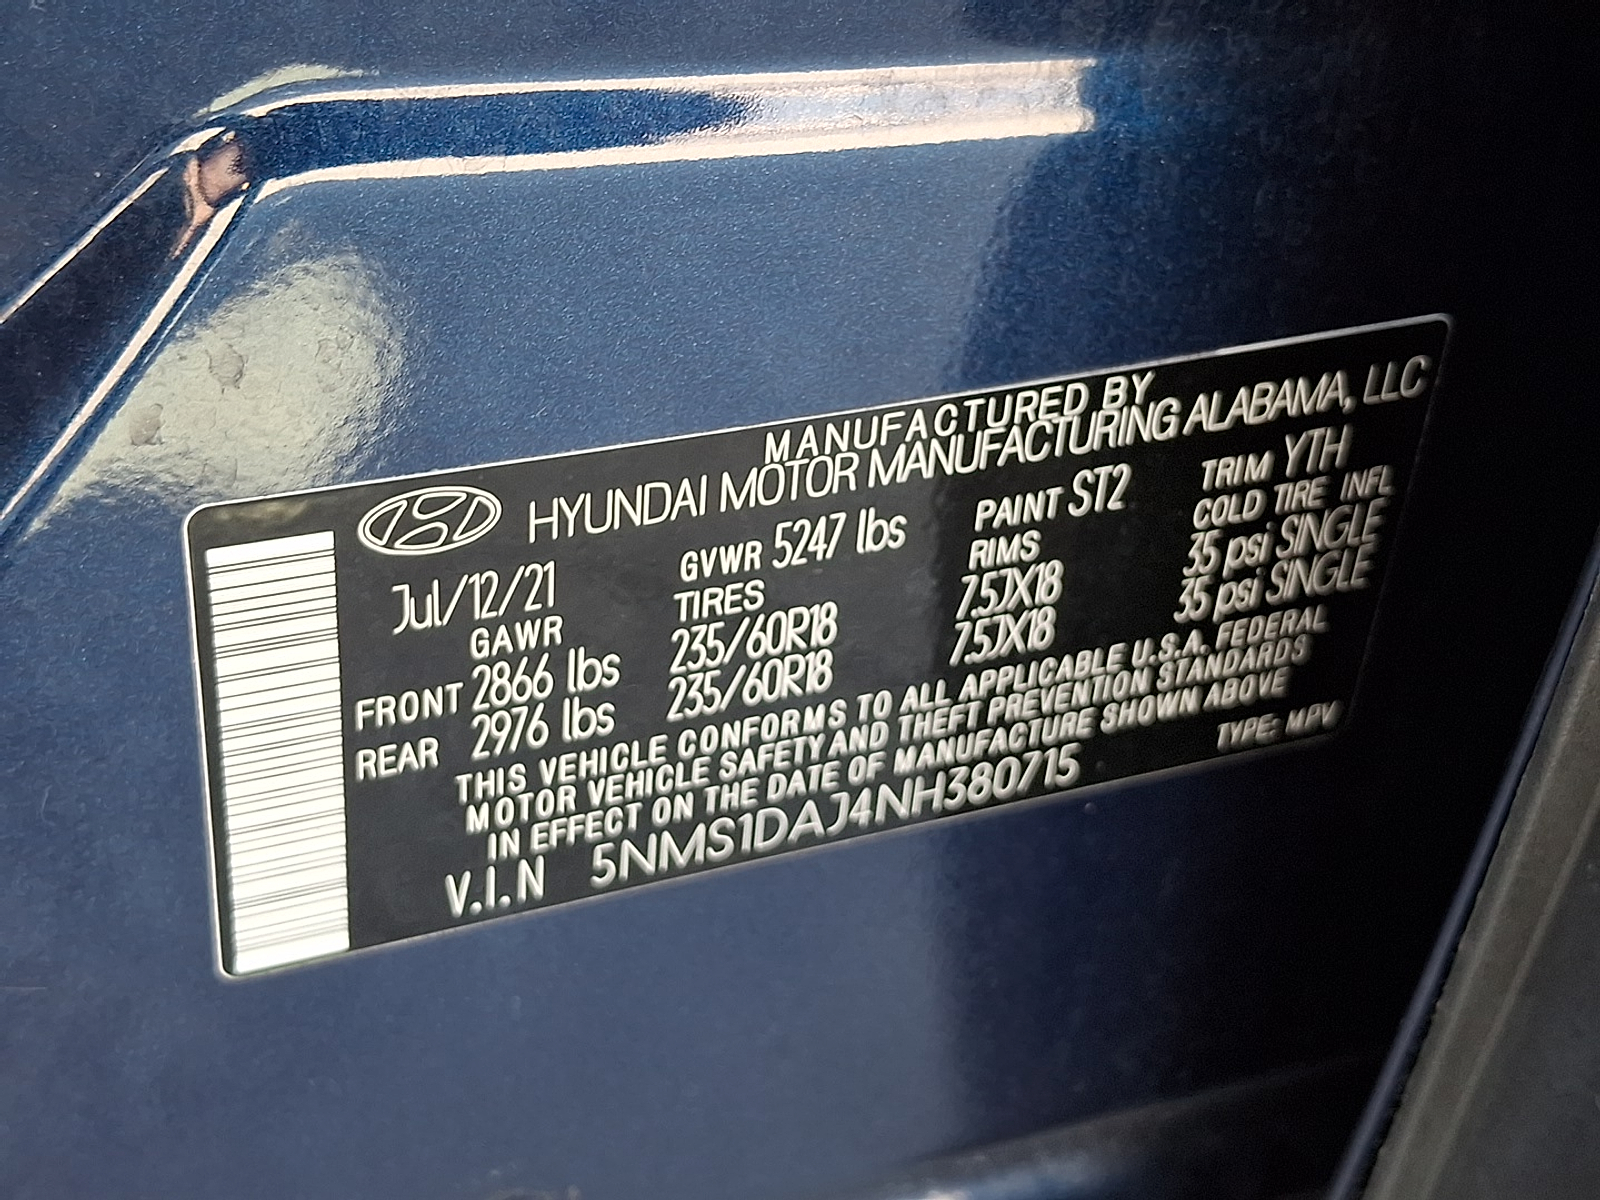 MANUFACTURED BY
HYUNDAI MOTOR MANUFACTURING ALABAMA, LLC
Jul/12/21 GVWR 5247 lbs PAINT ST2 TRIM YTH
GAWR TIRES RIMS COLD TIRE INFL
FRONT 2866 lbs 235/60R18 7.5JX18 35 psi SINGLE
REAR 2976 lbs 235/60R18 7.5JX18 35 psi SINGLE
THIS VEHICLE CONFORMS TO ALL APPLICABLE U.S.A. FEDERAL
MOTOR VEHICLE SAFETY AND THEFT PREVENTION STANDARDS
IN EFFECT ON THE DATE OF MANUFACTURE SHOWN ABOVE
V.I.N 5NMS1DAJ4NH380715 TYPE: MPV